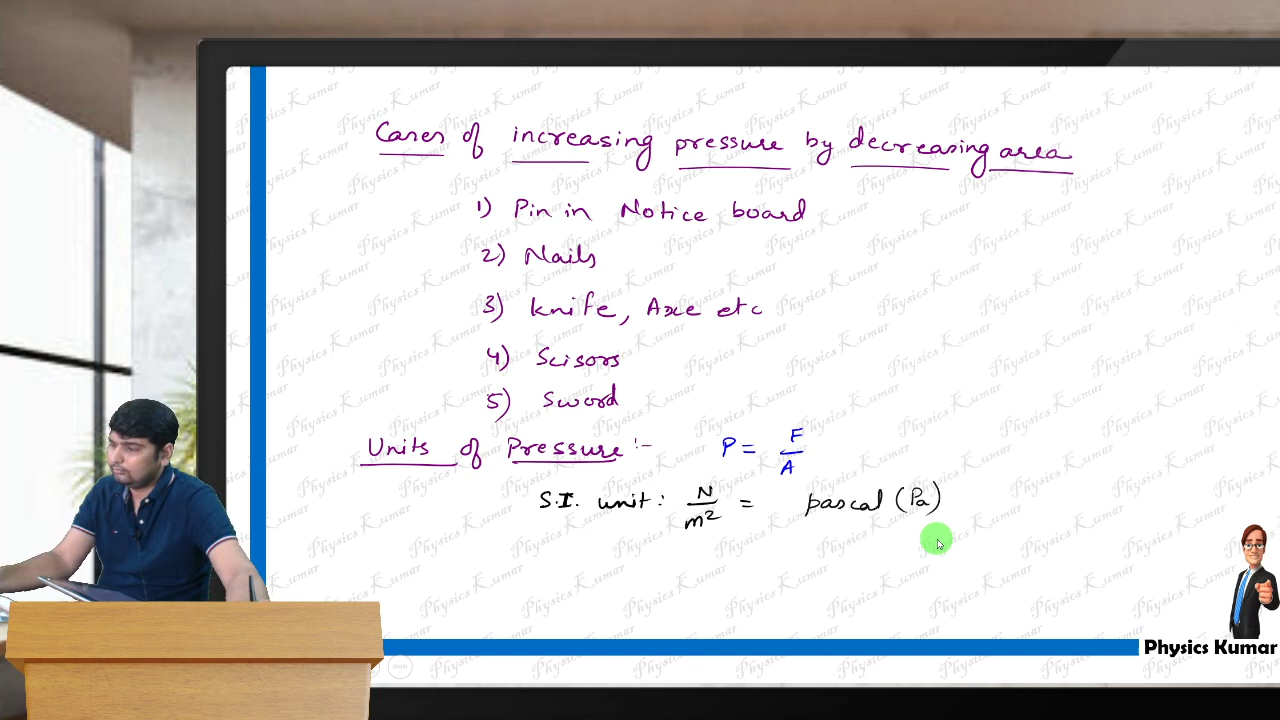 Cases of increasing pressure by decreasing area
1) Pin in Notice board
2) Nails
3) knife, Axe etc
4) Scisors
5) Sword
Units of Pressure :- P = F/A
S.I. unit: N/m² = pascal (Pa)
Physics Kumar